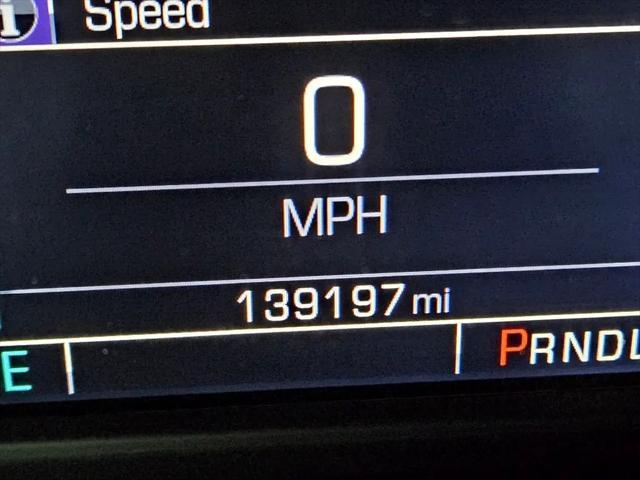 i Speed
0
MPH
139197 mi
E PRNDL